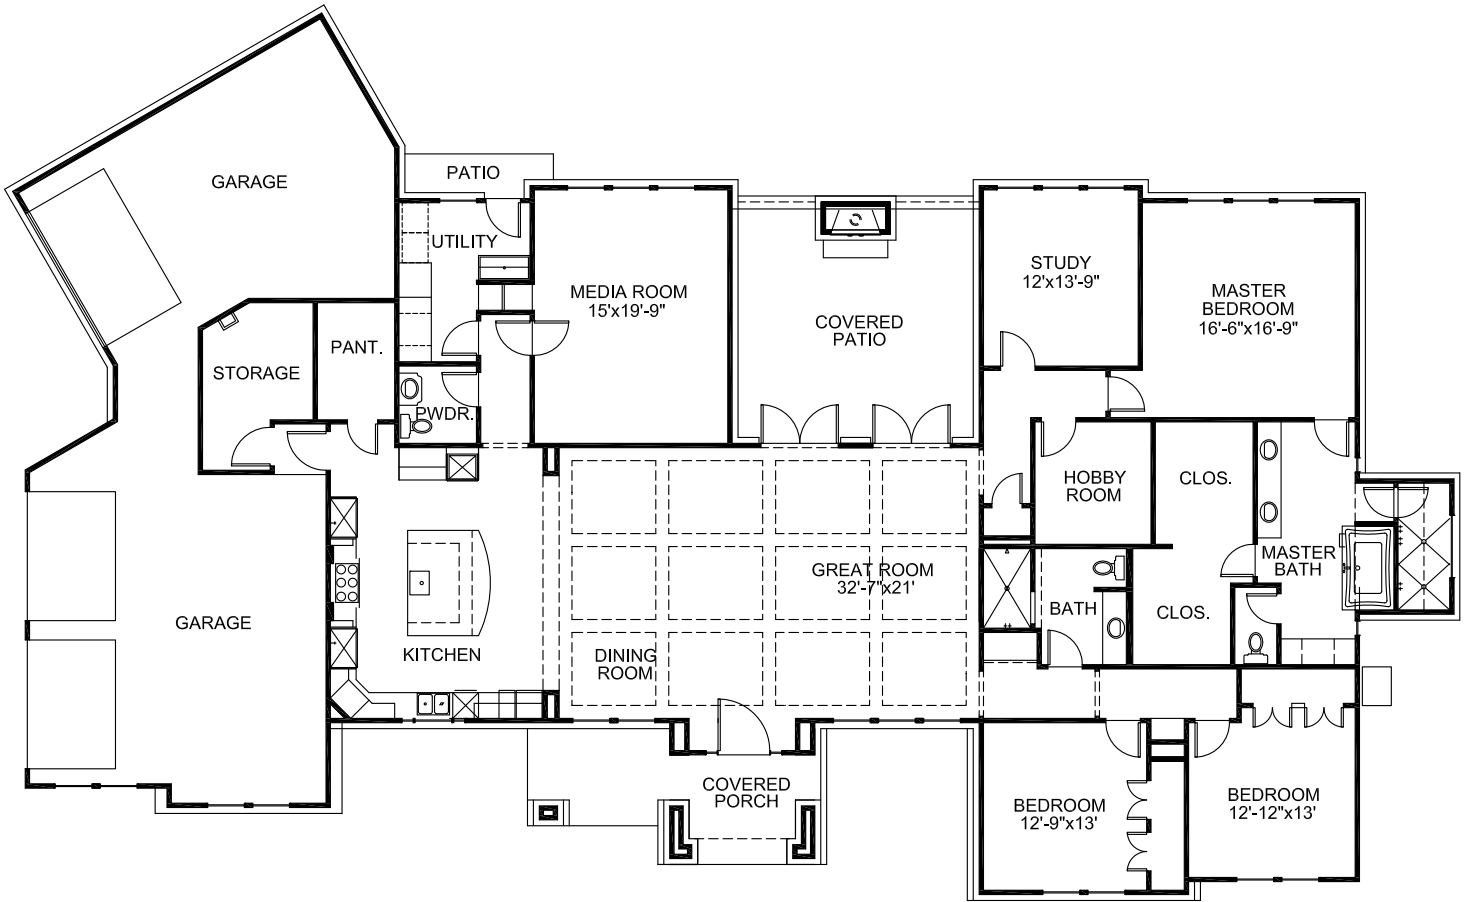 PATIO
GARAGE
UTILITY
STUDY
12'x13'-9"
MEDIA ROOM
15'x19'-9"
MASTER
BEDROOM
16'-6"x16'-9"
COVERED
PATIO
PANT.
STORAGE
PWDR.
HOBBY
ROOM
CLOS.
MASTER
BATH
GREAT ROOM
32'-7"x21'
BATH
CLOS.
GARAGE
KITCHEN
DINING
ROOM
COVERED
PORCH
BEDROOM
12'-9"x13'
BEDROOM
12'-12"x13'